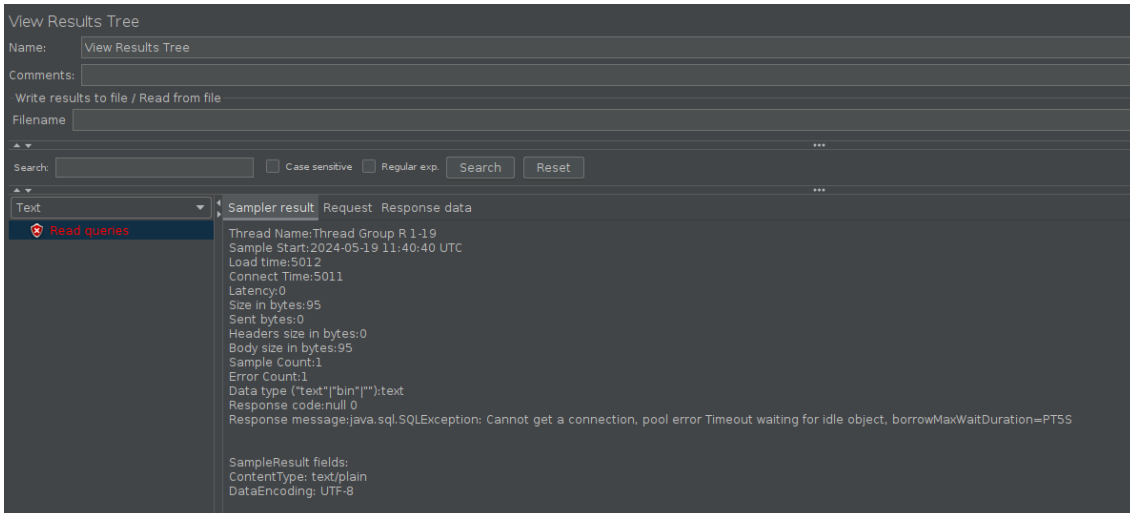 View Results Tree
Name: View Results Tree
Comments:
Write results to file / Read from file
Filename
Search: Case sensitive Regular exp. Search Reset
Text Sampler result Request Response data
Read queries
Thread Name:Thread Group R 1-19
Sample Start:2024-05-19 11:40:40 UTC
Load time:5012
Connect Time:5011
Latency:0
Size in bytes:95
Sent bytes:0
Headers size in bytes:0
Body size in bytes:95
Sample Count:1
Error Count:1
Data type ("text"|"bin"|""):text
Response code:null 0
Response message:java.sql.SQLException: Cannot get a connection, pool error Timeout waiting for idle object, borrowMaxWaitDuration=PT5S
SampleResult fields:
ContentType: text/plain
DataEncoding: UTF-8